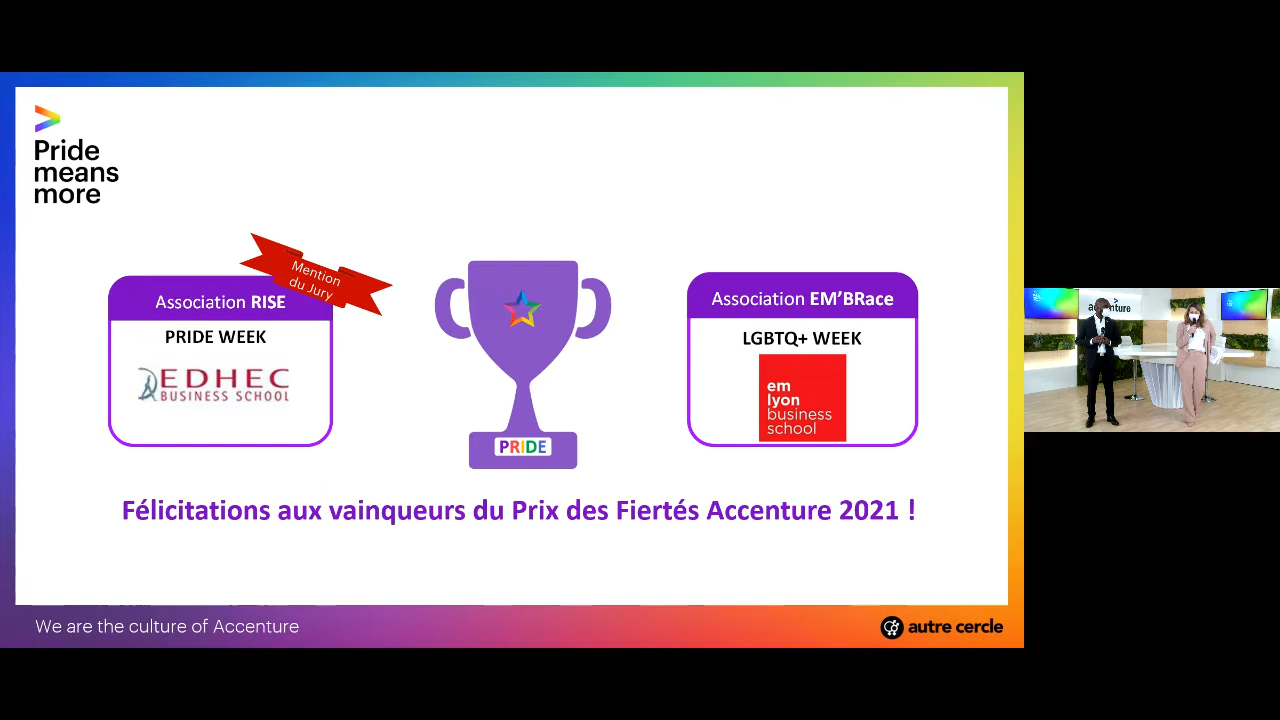 >
Pride
means
more
Mention
du Jury
Association RISE
PRIDE WEEK
EDHEC
BUSINESS SCHOOL
PRIDE
Association EM’BRace
LGBTQ+ WEEK
em
lyon
business
school
Félicitations aux vainqueurs du Prix des Fiertés Accenture 2021 !
We are the culture of Accenture
autre cercle
accenture